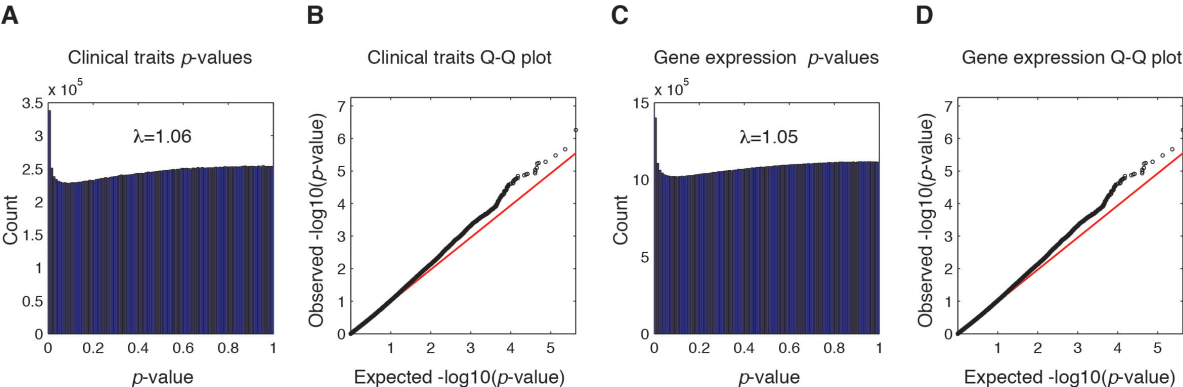 A
Clinical traits p-values
x 10^5
3.5
3
2.5
2
1.5
1
0.5
0
Count
λ=1.06
0 0.2 0.4 0.6 0.8 1
p-value
B
Clinical traits Q-Q plot
7
6
5
4
3
2
1
0
Observed -log10(p-value)
1 2 3 4 5
Expected -log10(p-value)
C
Gene expression p-values
x 10^5
15
10
5
0
Count
λ=1.05
0 0.2 0.4 0.6 0.8 1
p-value
D
Gene expression Q-Q plot
7
6
5
4
3
2
1
0
Observed -log10(p-value)
1 2 3 4 5
Expected -log10(p-value)